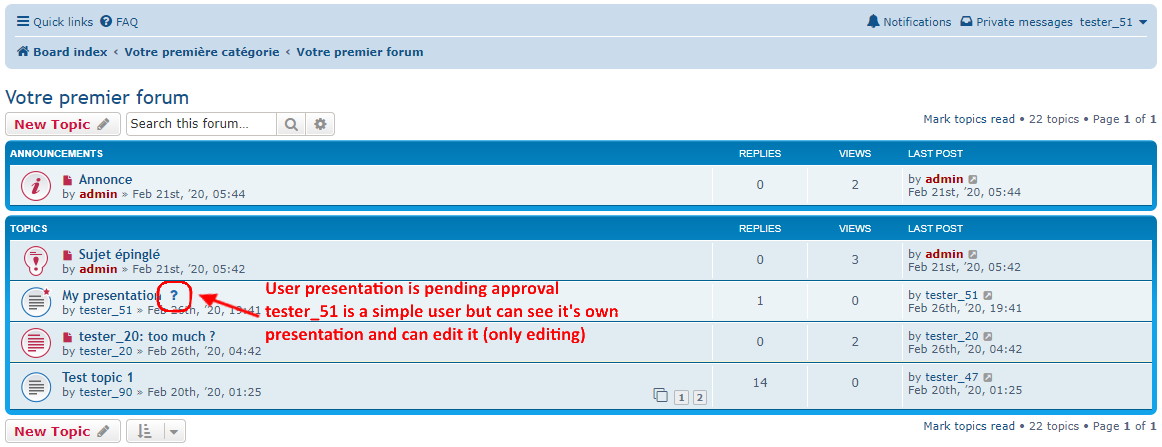 Quick links FAQ Notifications Private messages tester_51
Board index ‹ Votre première catégorie ‹ Votre premier forum
Votre premier forum
New Topic Search this forum… Mark topics read • 22 topics • Page 1 of 1
ANNOUNCEMENTS REPLIES VIEWS LAST POST
Annonce 0 2 by admin
by admin » Feb 21st, '20, 05:44 Feb 21st, '20, 05:44
TOPICS REPLIES VIEWS LAST POST
Sujet épinglé 0 3 by admin
by admin » Feb 21st, '20, 05:42 Feb 21st, '20, 05:42
My presentation ? 1 0 by tester_51
by tester_51 » Feb 26th, '20, 19:41 Feb 26th, '20, 19:41
User presentation is pending approval
tester_51 is a simple user but can see it's own
presentation and can edit it (only editing)
tester_20: too much ? 0 2 by tester_20
by tester_20 » Feb 26th, '20, 04:42 Feb 26th, '20, 04:42
Test topic 1 14 0 by tester_47
by tester_90 » Feb 20th, '20, 01:25 1 2 Feb 20th, '20, 01:25
New Topic Mark topics read • 22 topics • Page 1 of 1